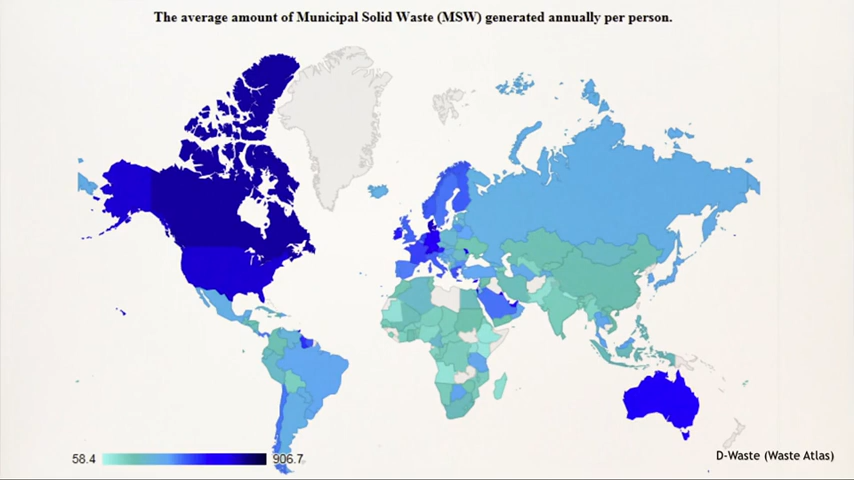 The average amount of Municipal Solid Waste (MSW) generated annually per person.
58.4
906.7
D-Waste (Waste Atlas)